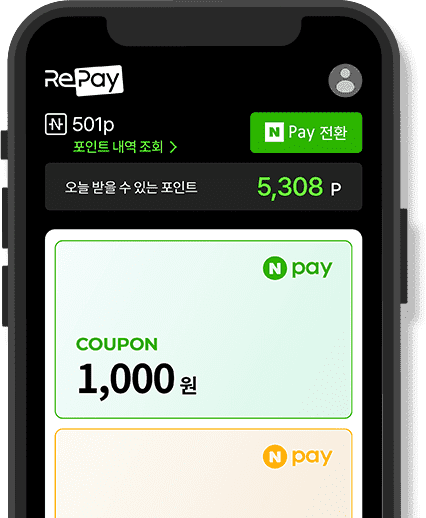 RePay
N 501p
포인트 내역 조회 >
N Pay 전환
오늘 받을 수 있는 포인트 5,308 P
N pay
COUPON
1,000 원
N pay